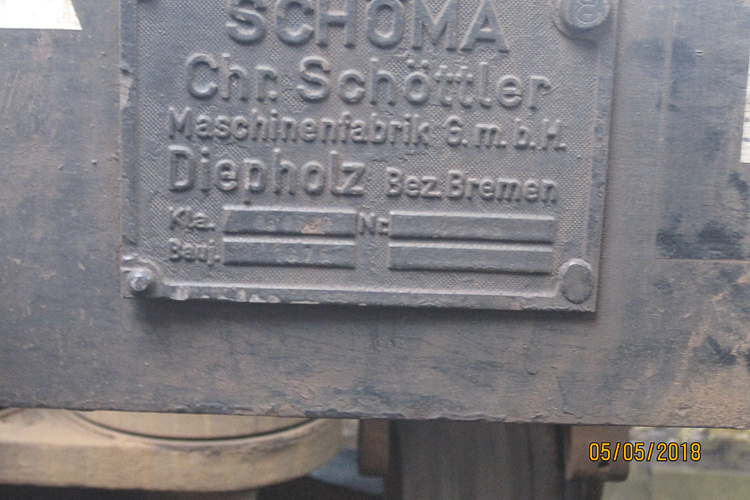 SCHÖMA
Chr. Schöttler
Maschinenfabrik G.m.b.H.
Diepholz Bez. Bremen
Kla. Nr.
Bauj.
05/05/2018